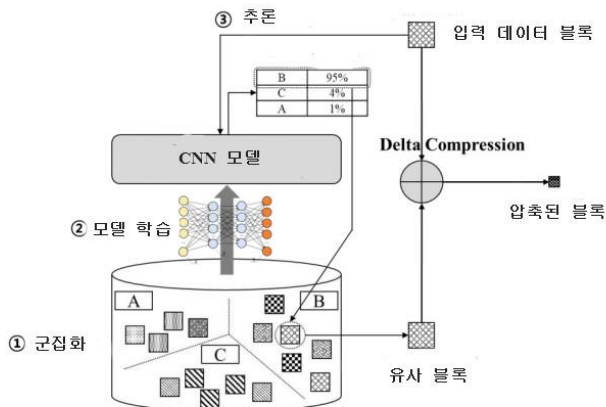 ③ 추론
입력 데이터 블록
B 95%
C 4%
A 1%
CNN 모델
Delta Compression
압축된 블록
② 모델 학습
A
B
① 군집화
C
유사 블록